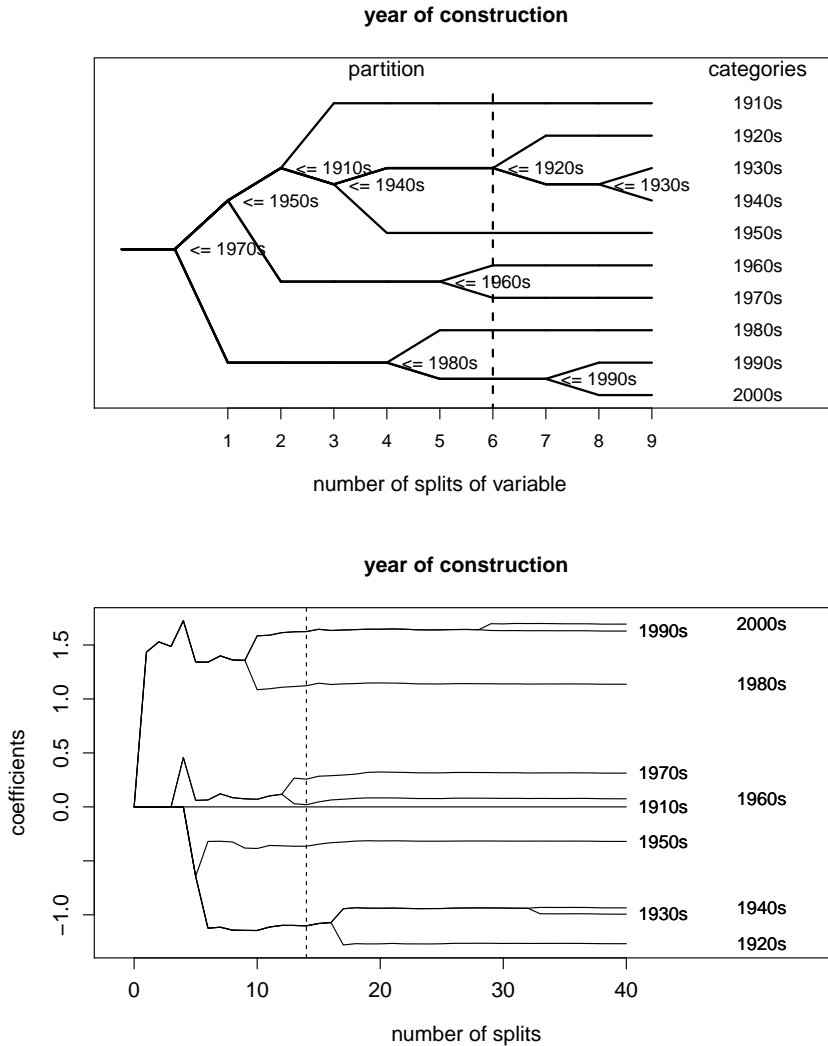 year of construction
partition categories
1910s
1920s
<= 1910s <= 1920s 1930s
<= 1940s <= 1930s
<= 1950s 1940s
1950s
<= 1970s
1960s
<= 1960s
1970s
1980s
<= 1980s 1990s
<= 1990s
2000s
1 2 3 4 5 6 7 8 9
number of splits of variable
year of construction
coefficients
1.5
1.0
0.5
0.0
−1.0
1990s 2000s
1980s
1970s
1910s 1960s
1950s
1930s 1940s
1920s
0 10 20 30 40
number of splits